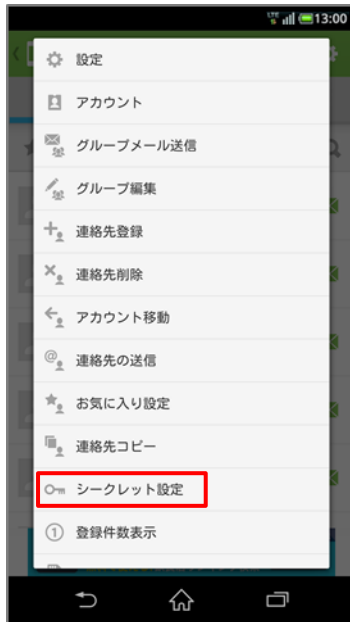 LTE 13:00
設定
アカウント
グループメール送信
グループ編集
連絡先登録
連絡先削除
アカウント移動
連絡先の送信
お気に入り設定
連絡先コピー
シークレット設定
1 登録件数表示